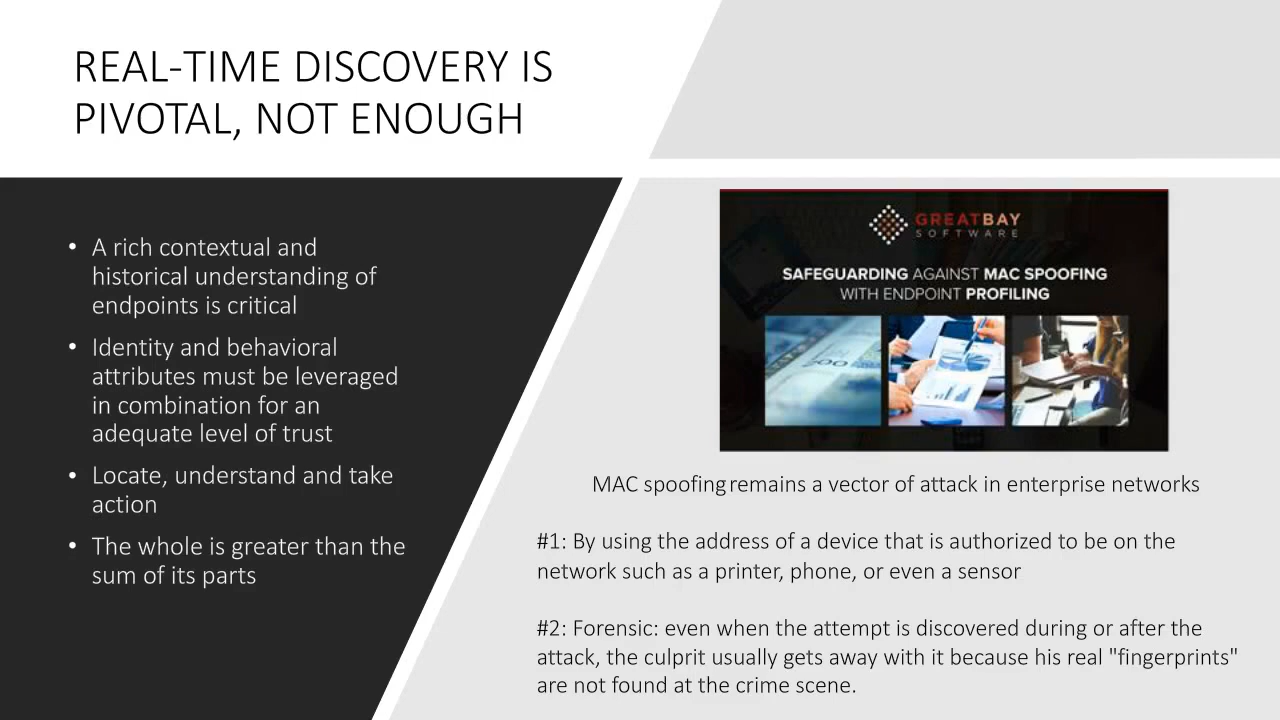 REAL-TIME DISCOVERY IS
PIVOTAL, NOT ENOUGH
• A rich contextual and
historical understanding of
endpoints is critical
• Identity and behavioral
attributes must be leveraged
in combination for an
adequate level of trust
• Locate, understand and take
action
• The whole is greater than the
sum of its parts
GREATBAY
SOFTWARE
SAFEGUARDING AGAINST MAC SPOOFING
WITH ENDPOINT PROFILING
MAC spoofing remains a vector of attack in enterprise networks
#1: By using the address of a device that is authorized to be on the
network such as a printer, phone, or even a sensor
#2: Forensic: even when the attempt is discovered during or after the
attack, the culprit usually gets away with it because his real "fingerprints"
are not found at the crime scene.